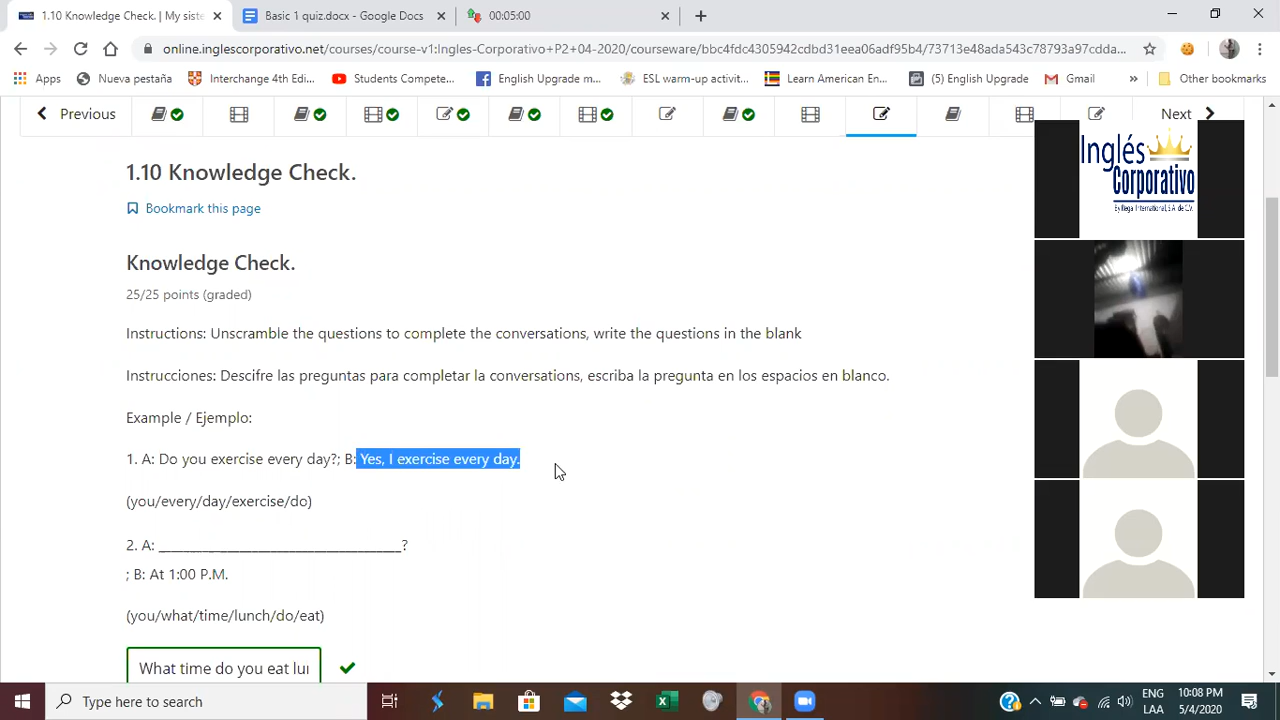 1.10 Knowledge Check. | My siste
Basic 1 quiz.docx - Google Docs
00:05:00
online.inglescorporativo.net/courses/course-v1:Ingles-Corporativo+P2+04-2020/courseware/bbc4fdc4305942cdbd31eea06adf95b4/73713e48ada543c78793a97cdda...
Apps
Nueva pestaña
Interchange 4th Edi...
Students Compete...
English Upgrade m...
ESL warm-up activit...
Learn American En...
(5) English Upgrade
Gmail
»
Other bookmarks
Previous
Next
1.10 Knowledge Check.
Bookmark this page
Knowledge Check.
25/25 points (graded)
Instructions: Unscramble the questions to complete the conversations, write the questions in the blank
Instrucciones: Descifre las preguntas para completar la conversations, escriba la pregunta en los espacios en blanco.
Example / Ejemplo:
1. A: Do you exercise every day?; B: Yes, I exercise every day.
(you/every/day/exercise/do)
2. A: ___________________________________?
; B: At 1:00 P.M.
(you/what/time/lunch/do/eat)
What time do you eat lui
Inglés
Corporativo
By Rega International, S.A. de C.V.
Type here to search
ENG
LAA
10:08 PM
5/4/2020